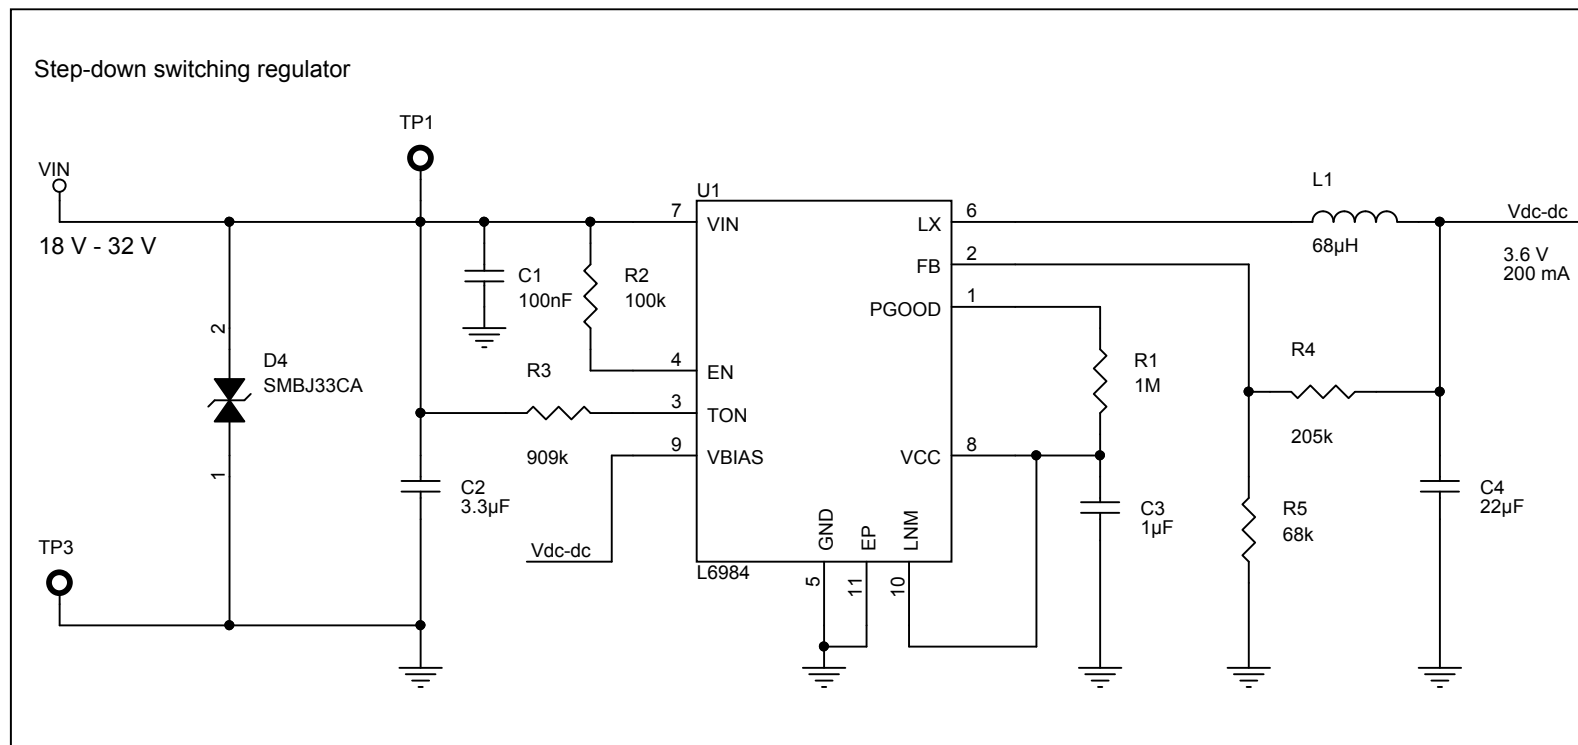 Step-down switching regulator
TP1
VIN
18 V - 32 V
U1
7
VIN
LX
6
L1
68µH
Vdc-dc
3.6 V
200 mA
FB
2
C1
100nF
R2
100k
PGOOD
1
2
D4
SMBJ33CA
1
4
EN
R3
909k
3
TON
R1
1M
R4
205k
9
VBIAS
VCC
8
C2
3.3µF
C3
1µF
R5
68k
C4
22µF
TP3
Vdc-dc
GND
EP
LNM
L6984
5
11
10